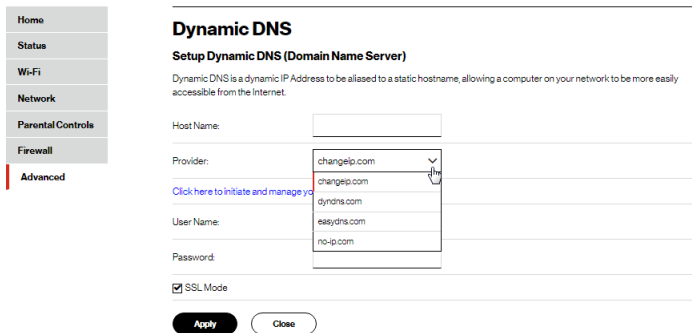 Home
Status
Wi-Fi
Network
Parental Controls
Firewall
Advanced
Dynamic DNS
Setup Dynamic DNS (Domain Name Server)
Dynamic DNS is a dynamic IP Address to be aliased to a static hostname, allowing a computer on your network to be more easily
accessible from the Internet.
Host Name:
Provider:
changeip.com
changeip.com
Click here to initiate and manage yo
dyndns.com
easydns.com
User Name:
no-ip.com
Password:
SSL Mode
Apply
Close